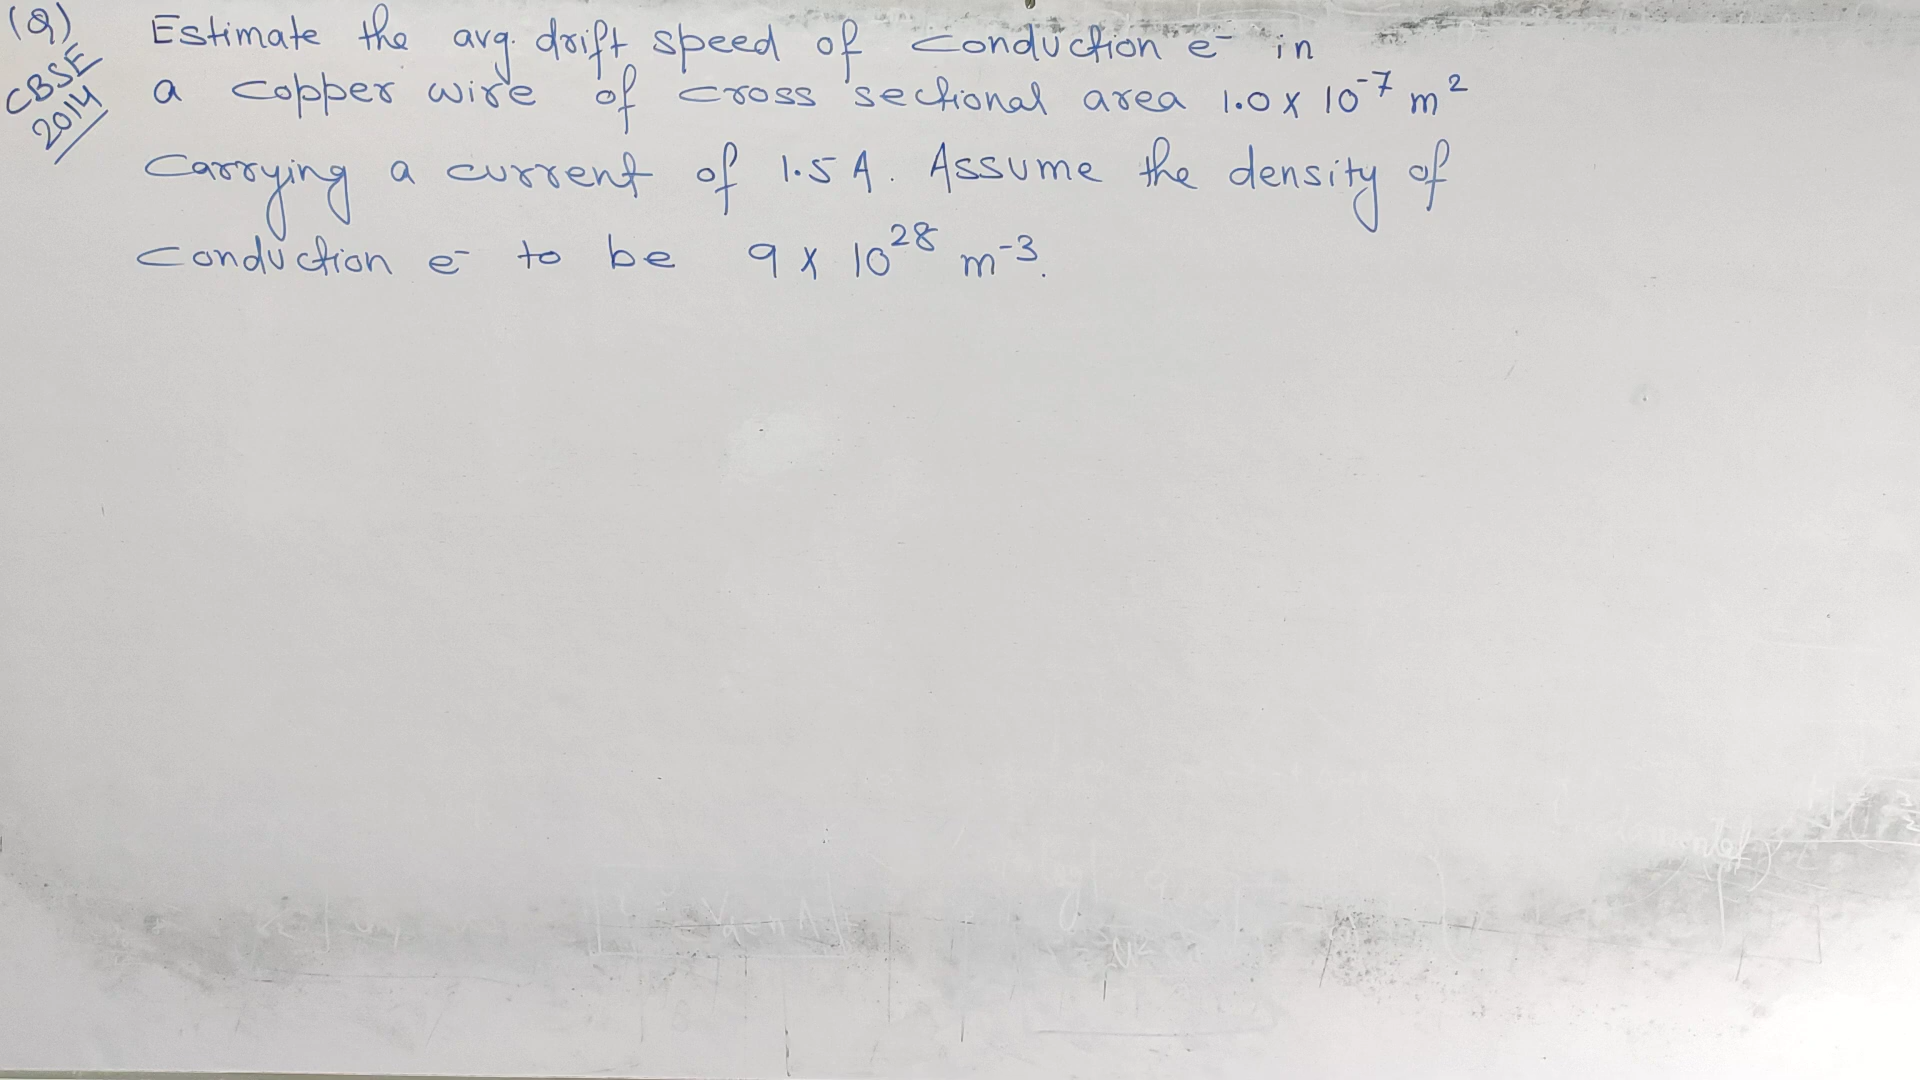 (Q) Estimate the avg. drift speed of conduction e⁻ in
CBSE 2014 a copper wire of cross sectional area 1.0 x 10⁻⁷ m²
carrying a current of 1.5 A. Assume the density of
conduction e⁻ to be 9 x 10²⁸ m⁻³.